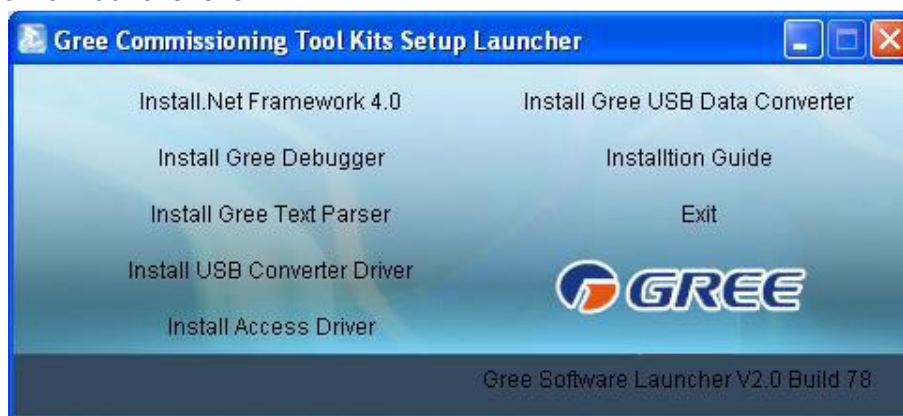 Gree Commissioning Tool Kits Setup Launcher
Install.Net Framework 4.0
Install Gree USB Data Converter
Install Gree Debugger
Installtion Guide
Install Gree Text Parser
Exit
Install USB Converter Driver
GREE
Install Access Driver
Gree Software Launcher V2.0 Build 78